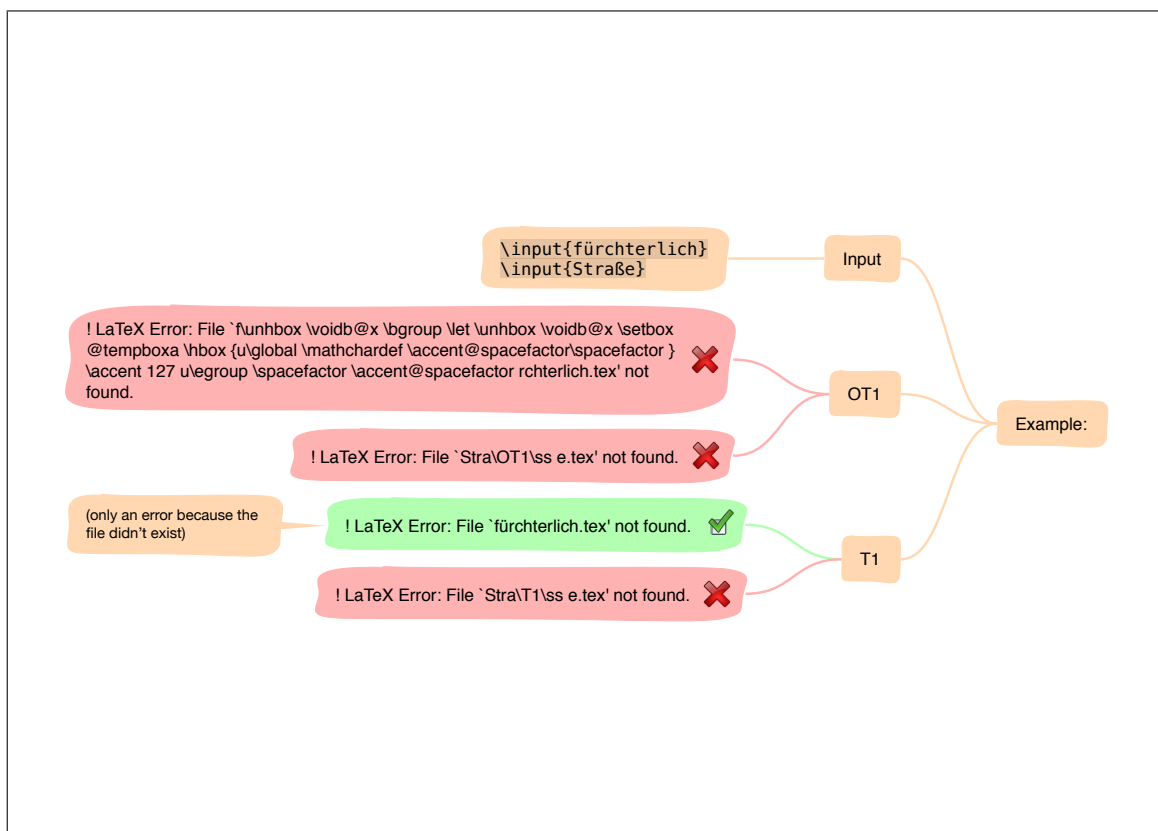 \input{fürchterlich}
\input{Straße}
Input
! LaTeX Error: File `f\unhbox \voidb@x \bgroup \let \unhbox \voidb@x \setbox
@tempboxa \hbox {u\global \mathchardef \accent@spacefactor\spacefactor }
\accent 127 u\egroup \spacefactor \accent@spacefactor rchterlich.tex' not
found.
OT1
Example:
! LaTeX Error: File `Stra\OT1\ss e.tex' not found.
(only an error because the
file didn't exist)
! LaTeX Error: File `fürchterlich.tex' not found.
T1
! LaTeX Error: File `Stra\T1\ss e.tex' not found.